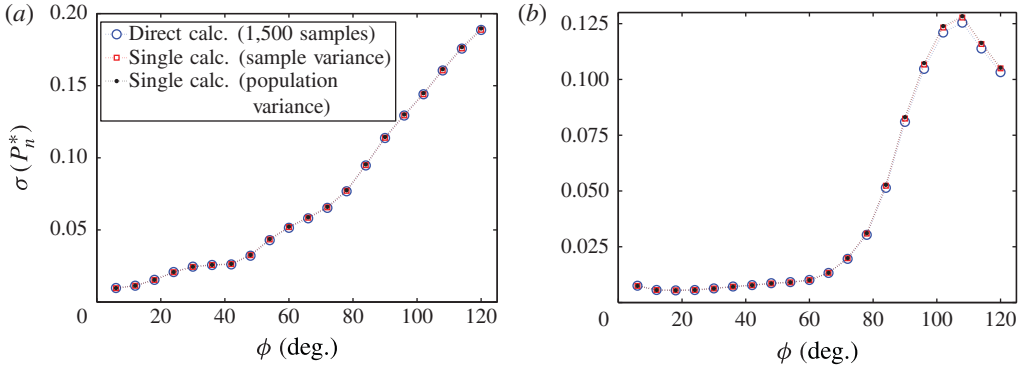 (a)
0.20
0.15
0.10
0.05
σ (P*n)
Direct calc. (1,500 samples)
Single calc. (sample variance)
Single calc. (population
variance)
0 20 40 60 80 100 120
ϕ (deg.)
(b)
0.125
0.100
0.075
0.050
0.025
0 20 40 60 80 100 120
ϕ (deg.)